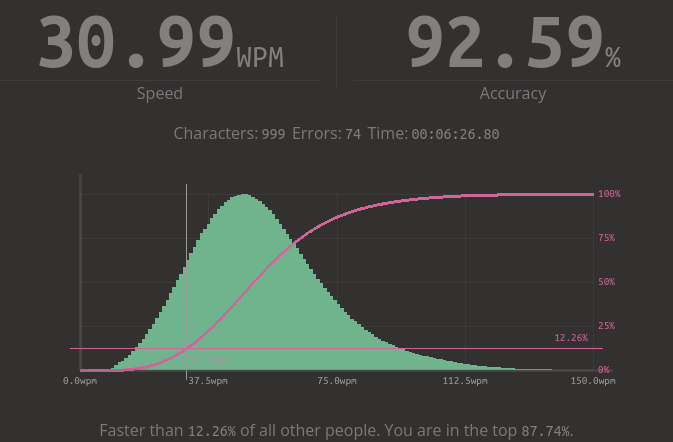 30.99WPM 92.59%
Speed Accuracy
Characters: 999 Errors: 74 Time: 00:06:26.80
100%
75%
50%
25%
12.26%
0%
0.0wpm 37.5wpm 75.0wpm 112.5wpm 150.0wpm
Faster than 12.26% of all other people. You are in the top 87.74%.